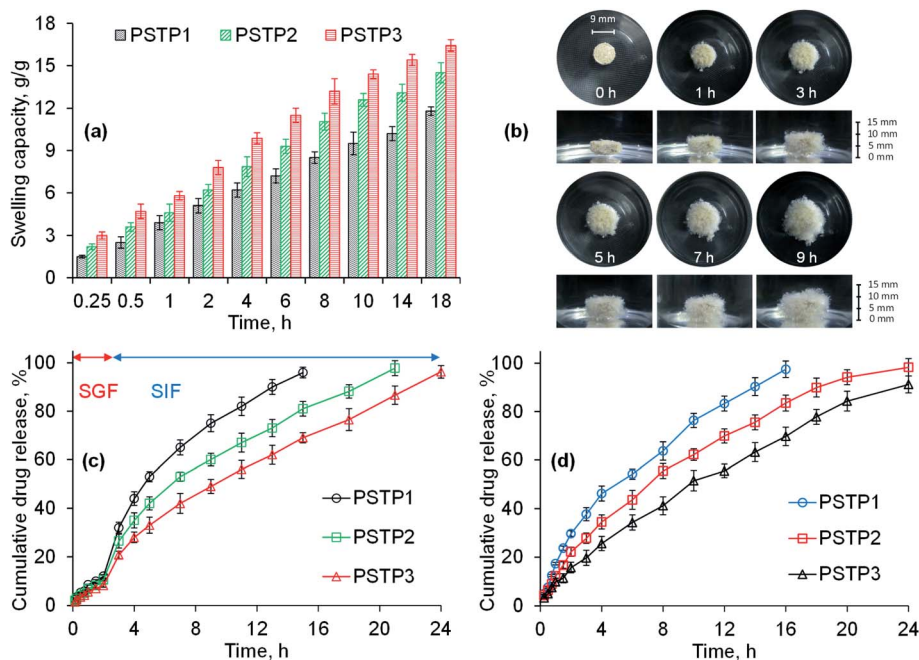 18
15
12
9
6
3
0
Swelling capacity, g/g
PSTP1 PSTP2 PSTP3
(a)
0.25 0.5 1 2 4 6 8 10 14 18
Time, h
(b)
9 mm
0 h 1 h 3 h
15 mm
10 mm
5 mm
0 mm
5 h 7 h 9 h
15 mm
10 mm
5 mm
0 mm
100
80
60
40
20
0
Cumulative drug release, %
SGF SIF
(c)
PSTP1
PSTP2
PSTP3
0 4 8 12 16 20 24
Time, h
100
80
60
40
20
0
Cumulative drug release, %
(d)
PSTP1
PSTP2
PSTP3
0 4 8 12 16 20 24
Time, h